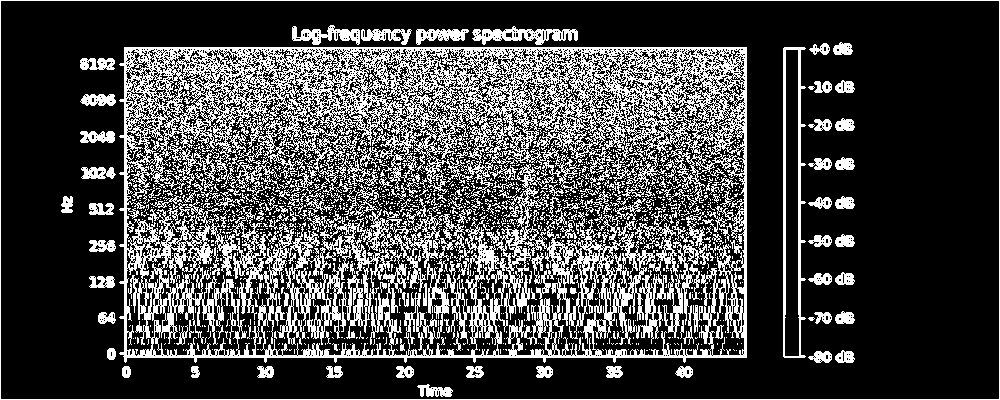 Log-frequency power spectrogram
Hz
8192
4096
2048
1024
512
256
128
64
0
0 5 10 15 20 25 30 35 40
Time
+0 dB
-10 dB
-20 dB
-30 dB
-40 dB
-50 dB
-60 dB
-70 dB
-80 dB